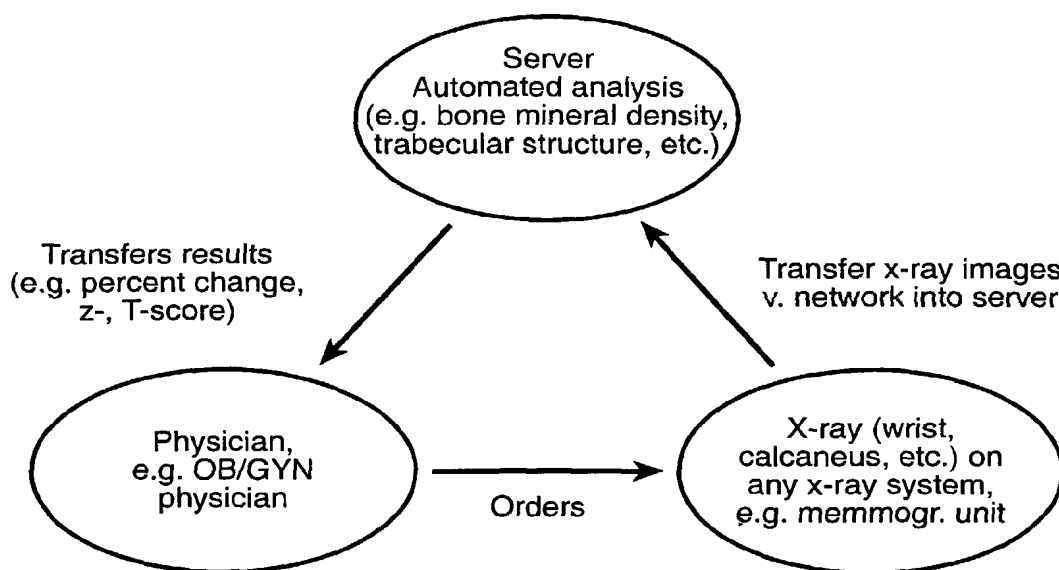 Server
Automated analysis
(e.g. bone mineral density,
trabecular structure, etc.)
Transfers results
(e.g. percent change,
z-, T-score)
Transfer x-ray images
v. network into server
Physician,
e.g. OB/GYN
physician
Orders
X-ray (wrist,
calcaneus, etc.) on
any x-ray system,
e.g. memmogr. unit